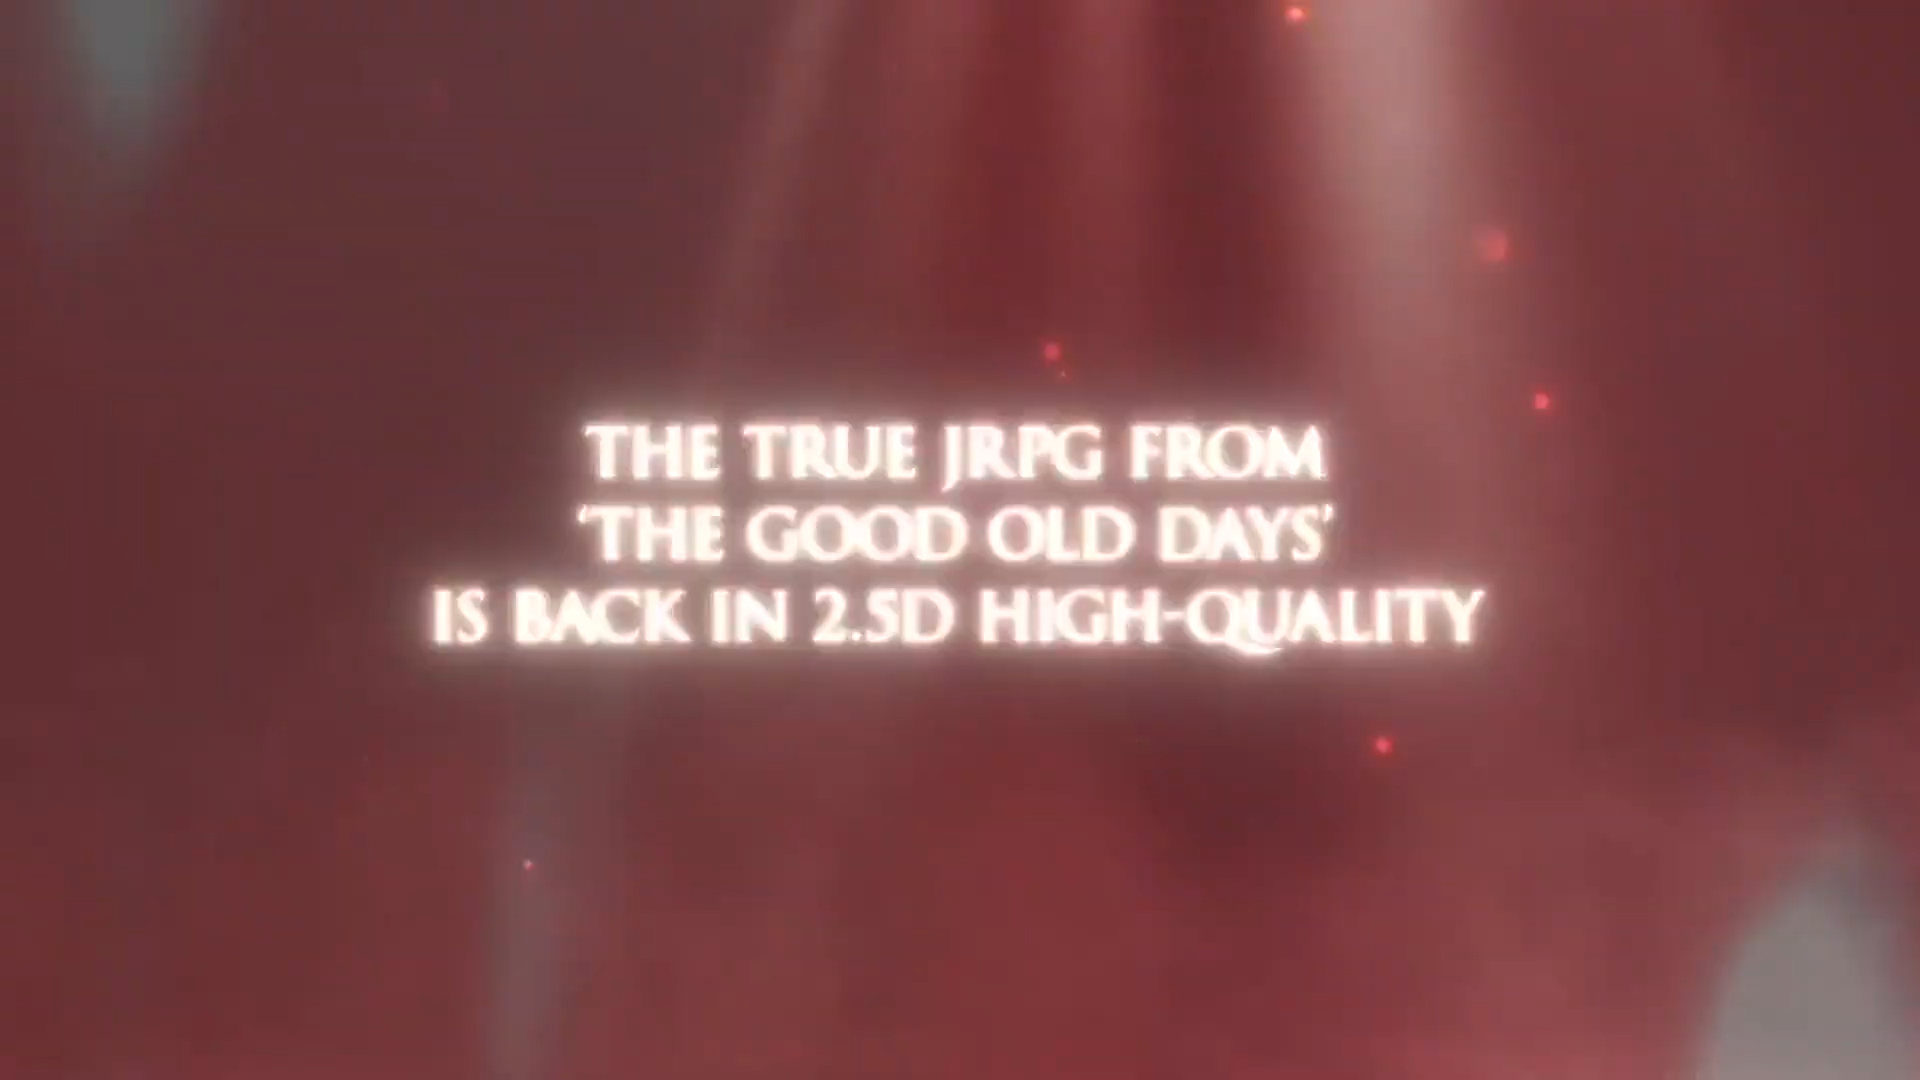 THE TRUE JRPG FROM
‘THE GOOD OLD DAYS’
IS BACK IN 2.5D HIGH-QUALITY